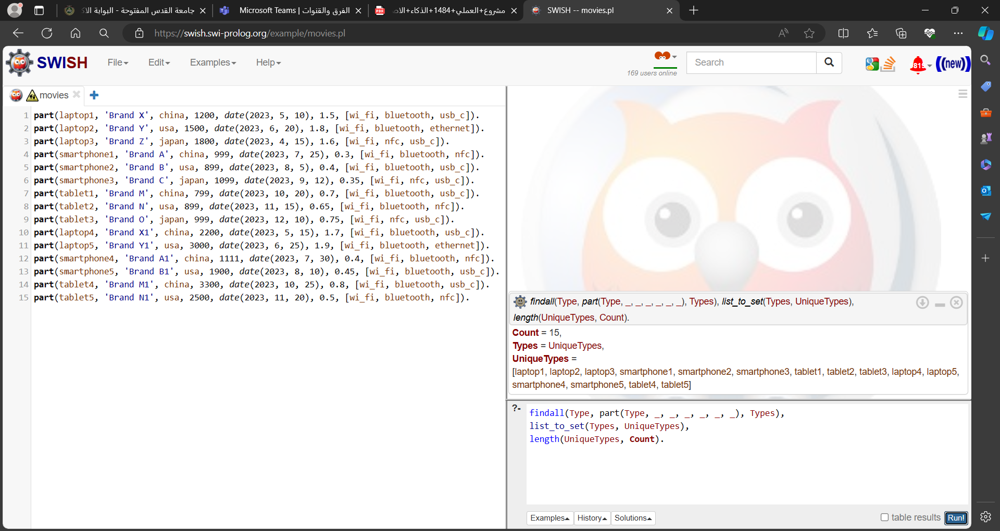 جامعة القدس المفتوحة - البوابة الاك
Microsoft Teams | الفرق والقنوات
مشروع+العملي+1484+الذكاء+الاص
SWISH -- movies.pl
https://swish.swi-prolog.org/example/movies.pl
SWISH
File
Edit
Examples
Help
169 users online
Search
819
((new))
movies
1 part(laptop1, 'Brand X', china, 1200, date(2023, 5, 10), 1.5, [wi_fi, bluetooth, usb_c]).
2 part(laptop2, 'Brand Y', usa, 1500, date(2023, 6, 20), 1.8, [wi_fi, bluetooth, ethernet]).
3 part(laptop3, 'Brand Z', japan, 1800, date(2023, 4, 15), 1.6, [wi_fi, nfc, usb_c]).
4 part(smartphone1, 'Brand A', china, 999, date(2023, 7, 25), 0.3, [wi_fi, bluetooth, nfc]).
5 part(smartphone2, 'Brand B', usa, 899, date(2023, 8, 5), 0.4, [wi_fi, bluetooth, usb_c]).
6 part(smartphone3, 'Brand C', japan, 1099, date(2023, 9, 12), 0.35, [wi_fi, nfc, usb_c]).
7 part(tablet1, 'Brand M', china, 799, date(2023, 10, 20), 0.7, [wi_fi, bluetooth, usb_c]).
8 part(tablet2, 'Brand N', usa, 899, date(2023, 11, 15), 0.65, [wi_fi, bluetooth, nfc]).
9 part(tablet3, 'Brand O', japan, 999, date(2023, 12, 10), 0.75, [wi_fi, nfc, usb_c]).
10 part(laptop4, 'Brand X1', china, 2200, date(2023, 5, 15), 1.7, [wi_fi, bluetooth, usb_c]).
11 part(laptop5, 'Brand Y1', usa, 3000, date(2023, 6, 25), 1.9, [wi_fi, bluetooth, ethernet]).
12 part(smartphone4, 'Brand A1', china, 1111, date(2023, 7, 30), 0.4, [wi_fi, bluetooth, nfc]).
13 part(smartphone5, 'Brand B1', usa, 1900, date(2023, 8, 10), 0.45, [wi_fi, bluetooth, usb_c]).
14 part(tablet4, 'Brand M1', china, 3300, date(2023, 10, 25), 0.8, [wi_fi, bluetooth, usb_c]).
15 part(tablet5, 'Brand N1', usa, 2500, date(2023, 11, 20), 0.5, [wi_fi, bluetooth, nfc]).
findall(Type, part(Type, _, _, _, _, _, _), Types), list_to_set(Types, UniqueTypes),
length(UniqueTypes, Count).
Count = 15,
Types = UniqueTypes,
UniqueTypes =
[laptop1, laptop2, laptop3, smartphone1, smartphone2, smartphone3, tablet1, tablet2, tablet3, laptop4, laptop5,
smartphone4, smartphone5, tablet4, tablet5]
?-
findall(Type, part(Type, _, _, _, _, _, _), Types),
list_to_set(Types, UniqueTypes),
length(UniqueTypes, Count).
Examples
History
Solutions
table results
Run!